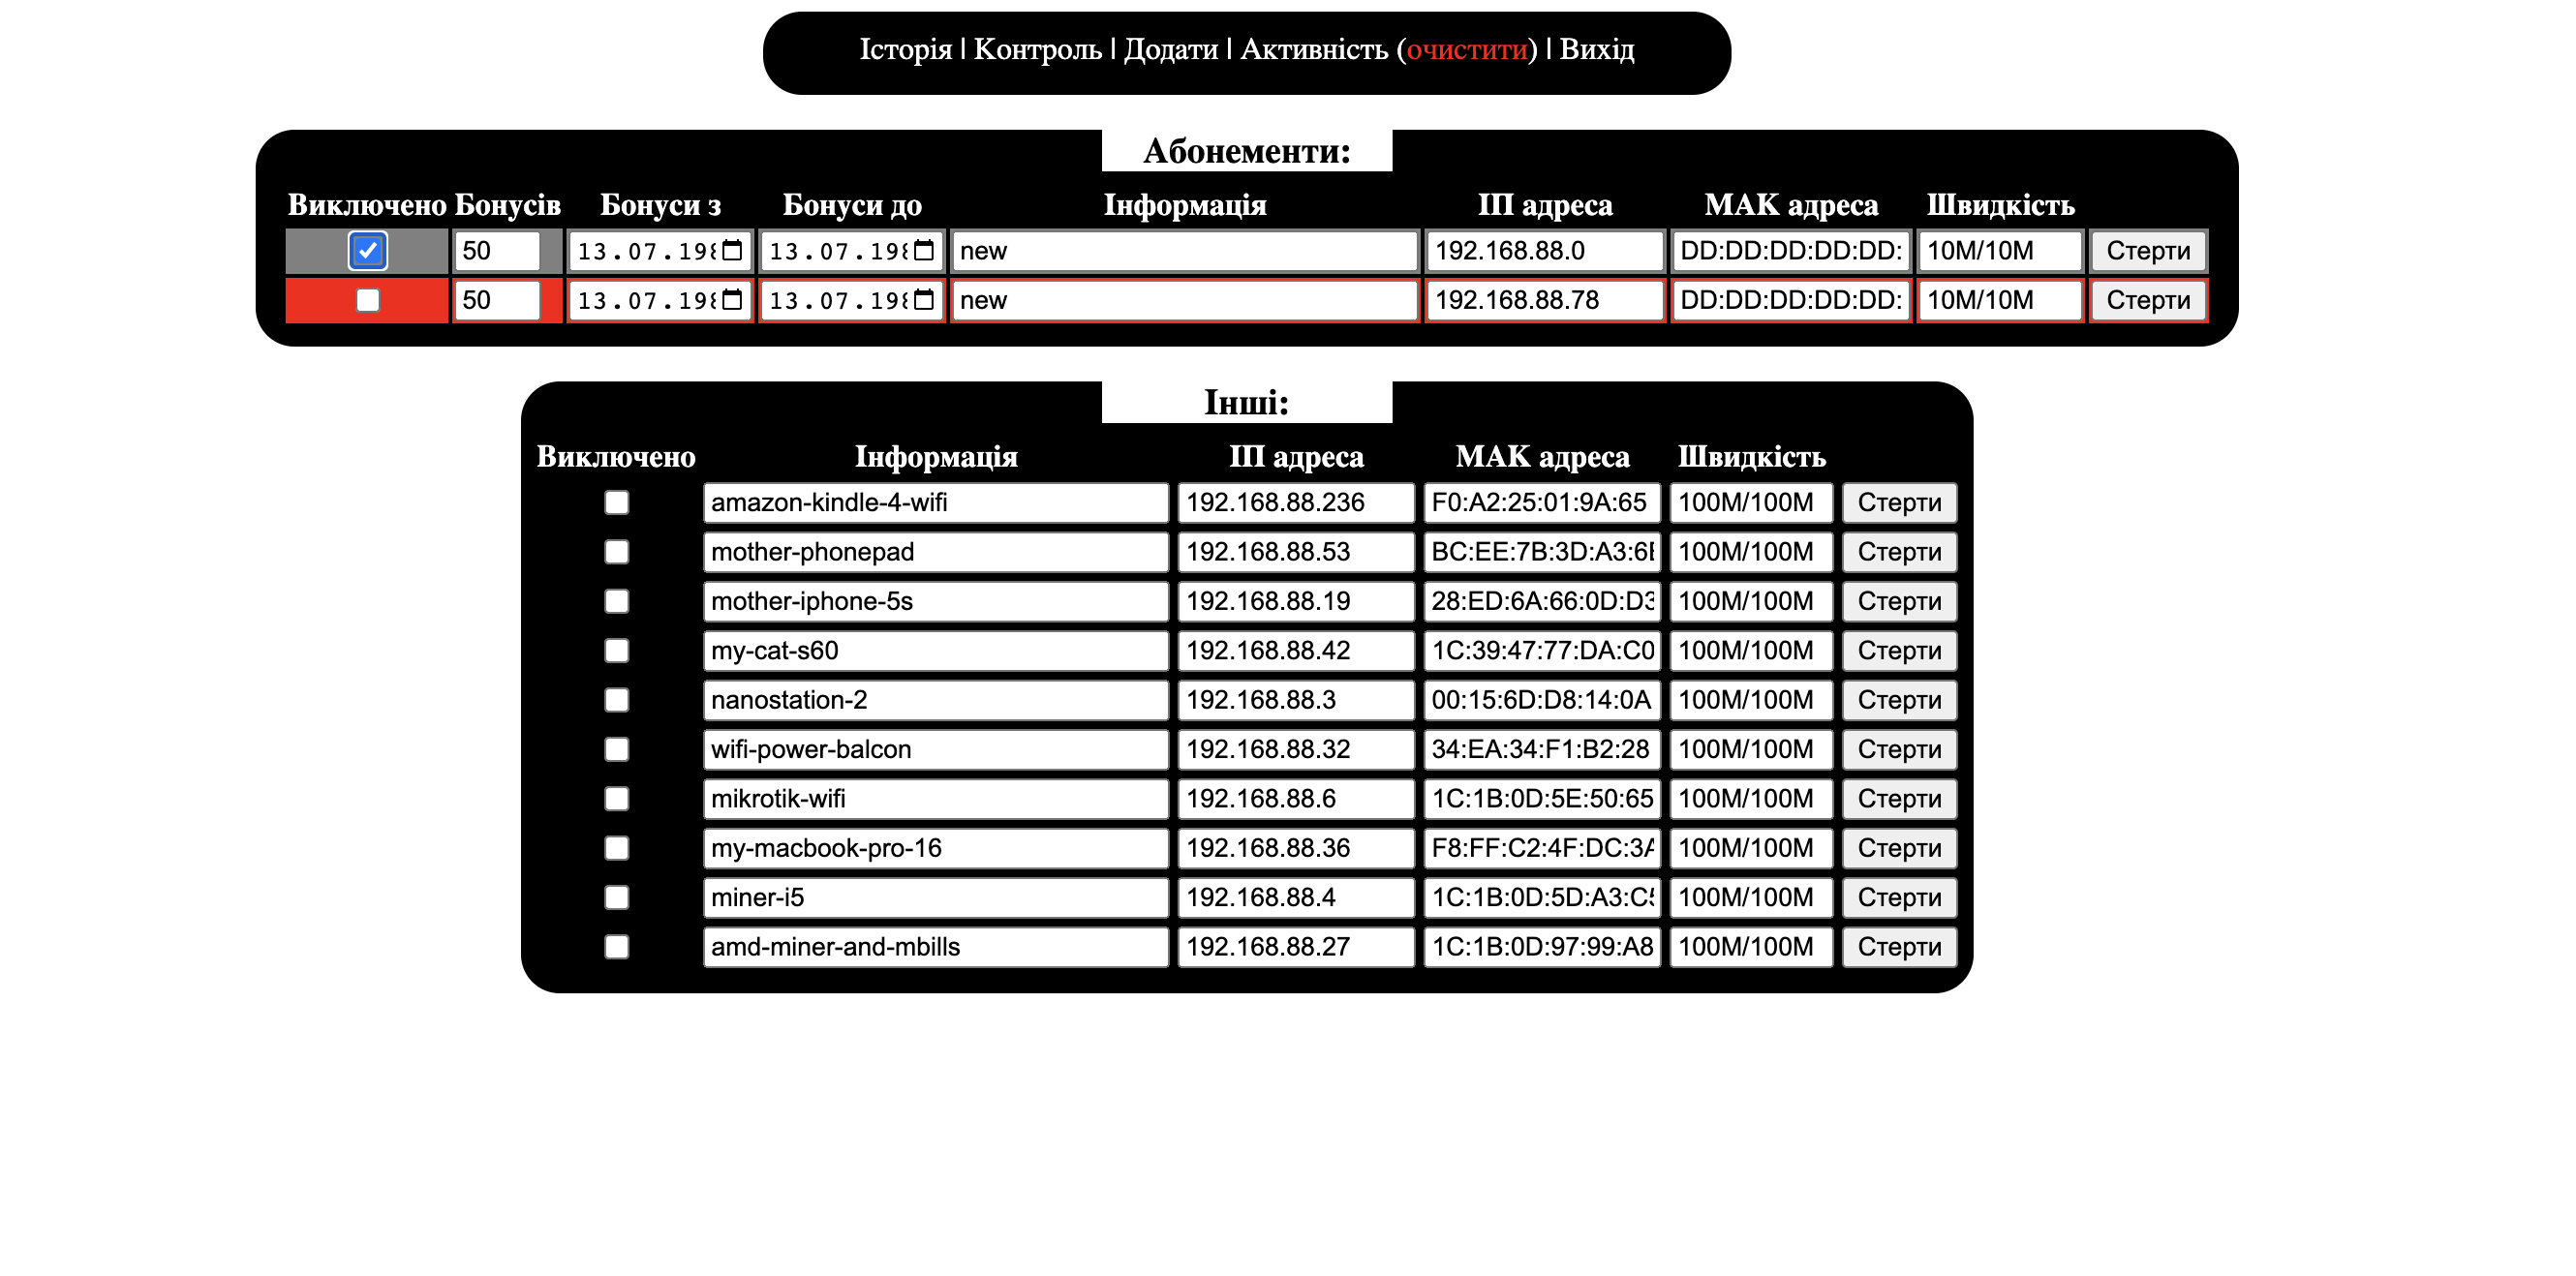 Історія | Контроль | Додати | Активність (очистити) | Вихід
Абонементи:
Виключено Бонусів Бонуси з Бонуси до Інформація ІП адреса МАК адреса Швидкість
50 13.07.198 13.07.198 new 192.168.88.0 DD:DD:DD:DD:DD: 10M/10M Стерти
50 13.07.198 13.07.198 new 192.168.88.78 DD:DD:DD:DD:DD: 10M/10M Стерти
Інші:
Виключено Інформація ІП адреса МАК адреса Швидкість
amazon-kindle-4-wifi 192.168.88.236 F0:A2:25:01:9A:65 100M/100M Стерти
mother-phonepad 192.168.88.53 BC:EE:7B:3D:A3:6 100M/100M Стерти
mother-iphone-5s 192.168.88.19 28:ED:6A:66:0D:D3 100M/100M Стерти
my-cat-s60 192.168.88.42 1C:39:47:77:DA:C0 100M/100M Стерти
nanostation-2 192.168.88.3 00:15:6D:D8:14:0A 100M/100M Стерти
wifi-power-balcon 192.168.88.32 34:EA:34:F1:B2:28 100M/100M Стерти
mikrotik-wifi 192.168.88.6 1C:1B:0D:5E:50:65 100M/100M Стерти
my-macbook-pro-16 192.168.88.36 F8:FF:C2:4F:DC:3A 100M/100M Стерти
miner-i5 192.168.88.4 1C:1B:0D:5D:A3:C5 100M/100M Стерти
amd-miner-and-mbills 192.168.88.27 1C:1B:0D:97:99:A8 100M/100M Стерти